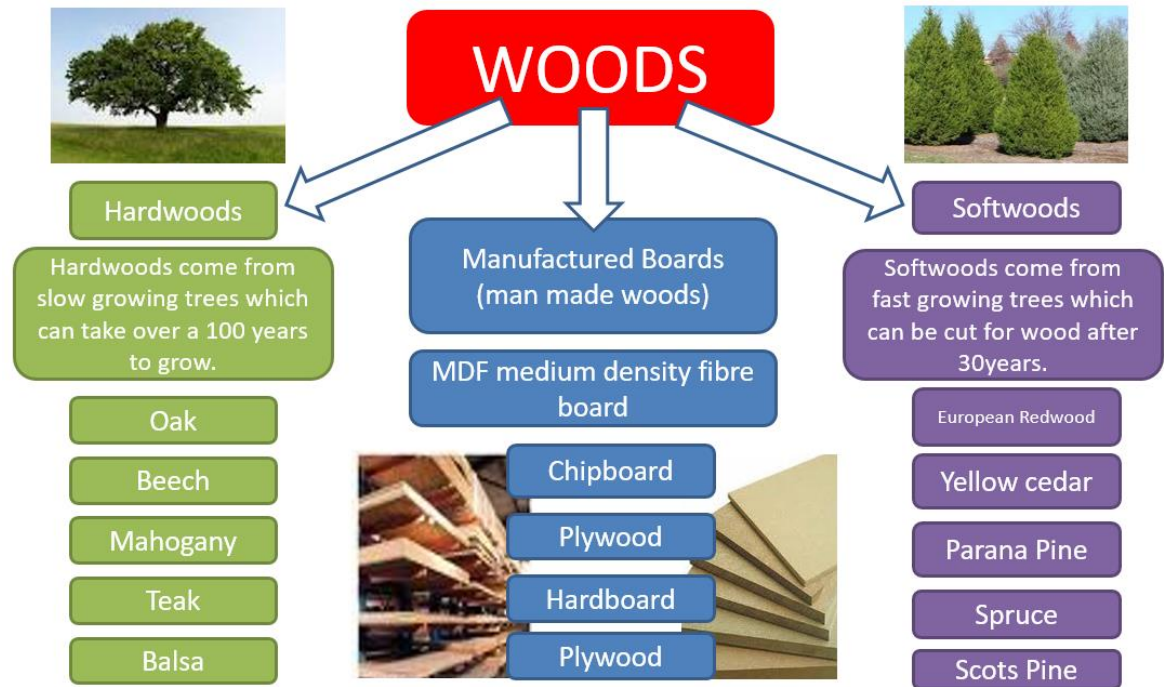 WOODS
Hardwoods
Hardwoods come from
slow growing trees which
can take over a 100 years
to grow.
Oak
Beech
Mahogany
Teak
Balsa
Manufactured Boards
(man made woods)
MDF medium density fibre
board
Chipboard
Plywood
Hardboard
Plywood
Softwoods
Softwoods come from
fast growing trees which
can be cut for wood after
30years.
European Redwood
Yellow cedar
Parana Pine
Spruce
Scots Pine